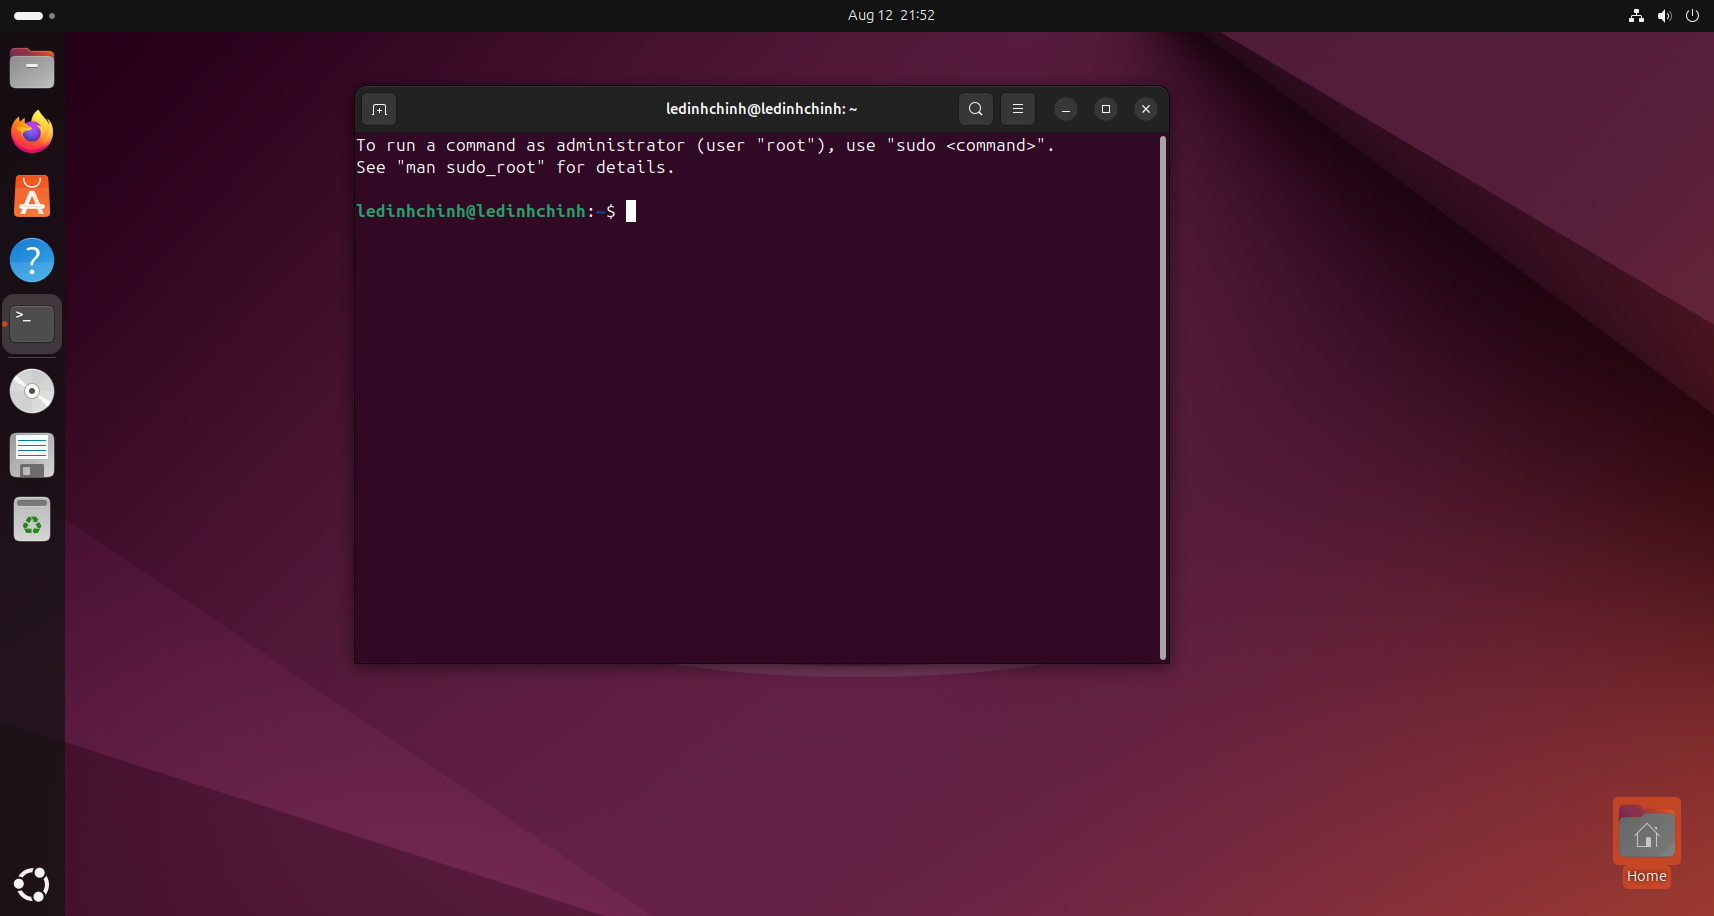 Aug 12 21:52
ledinhchinh@ledinhchinh: ~
To run a command as administrator (user "root"), use "sudo <command>".
See "man sudo_root" for details.
ledinhchinh@ledinhchinh:~$
Home